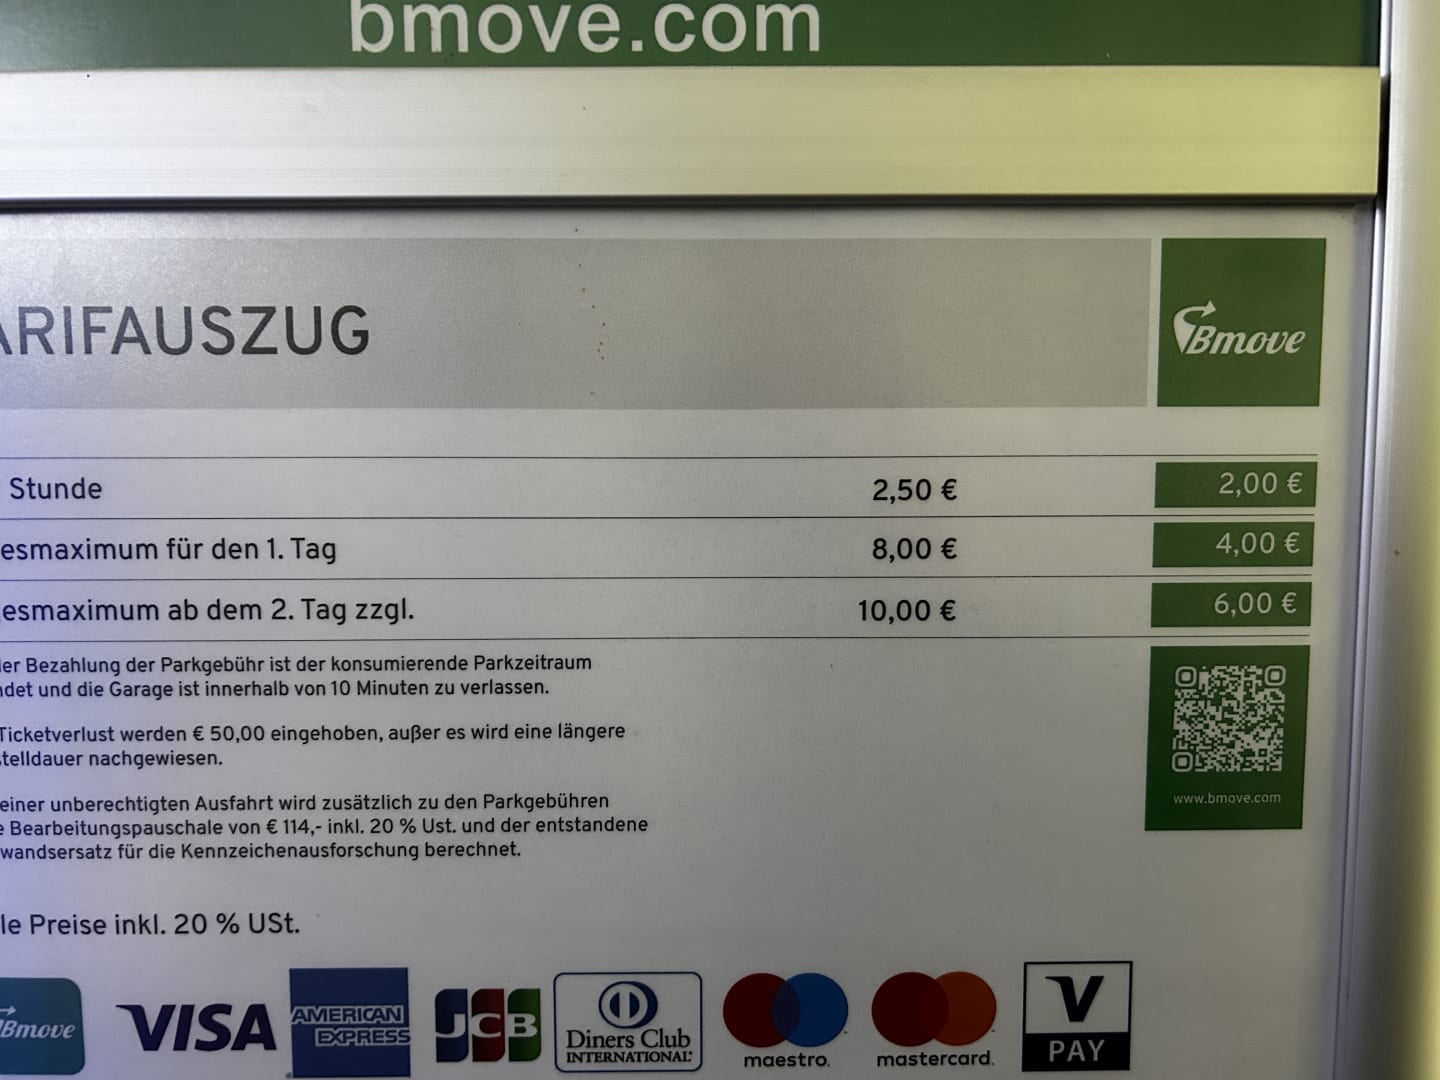 bmove.com
ARIFAUSZUG
Bmove
Stunde 2,50 € 2,00 €
esmaximum für den 1. Tag 8,00 € 4,00 €
esmaximum ab dem 2. Tag zzgl. 10,00 € 6,00 €
er Bezahlung der Parkgebühr ist der konsumierende Parkzeitraum
ndet und die Garage ist innerhalb von 10 Minuten zu verlassen.
Ticketverlust werden € 50,00 eingehoben, außer es wird eine längere
stelldauer nachgewiesen.
einer unberechtigten Ausfahrt wird zusätzlich zu den Parkgebühren
e Bearbeitungspauschale von € 114,- inkl. 20 % Ust. und der entstandene
wandsersatz für die Kennzeichenausforschung berechnet.
www.bmove.com
le Preise inkl. 20 % USt.
Bmove
VISA
AMERICAN
EXPRESS
JCB
Diners Club
INTERNATIONAL
maestro.
mastercard.
V
PAY